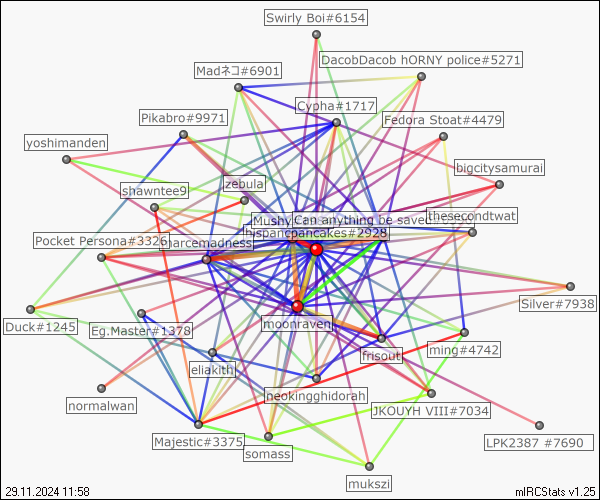 Swirly Boi#6154
DacobDacob hORNY police#5271
Madネコ#6901
Cypha#1717
Pikabro#9971
Fedora Stoat#4479
yoshimanden
bigcitysamurai
zebula
shawntee9
Mushy
Can anything be saved
thesecondtwat
hjspancpancakes#2928
Pocket Persona#3326
narcemadness
Silver#7938
moonraven
Duck#1245
Eg.Master#1378
ming#4742
frisout
eliakith
neokingghidorah
normalwan
JKOUYH VIII#7034
Majestic#3375
LPK2387 #7690
somass
mukszi
29.11.2024 11:58
mIRCStats v1.25